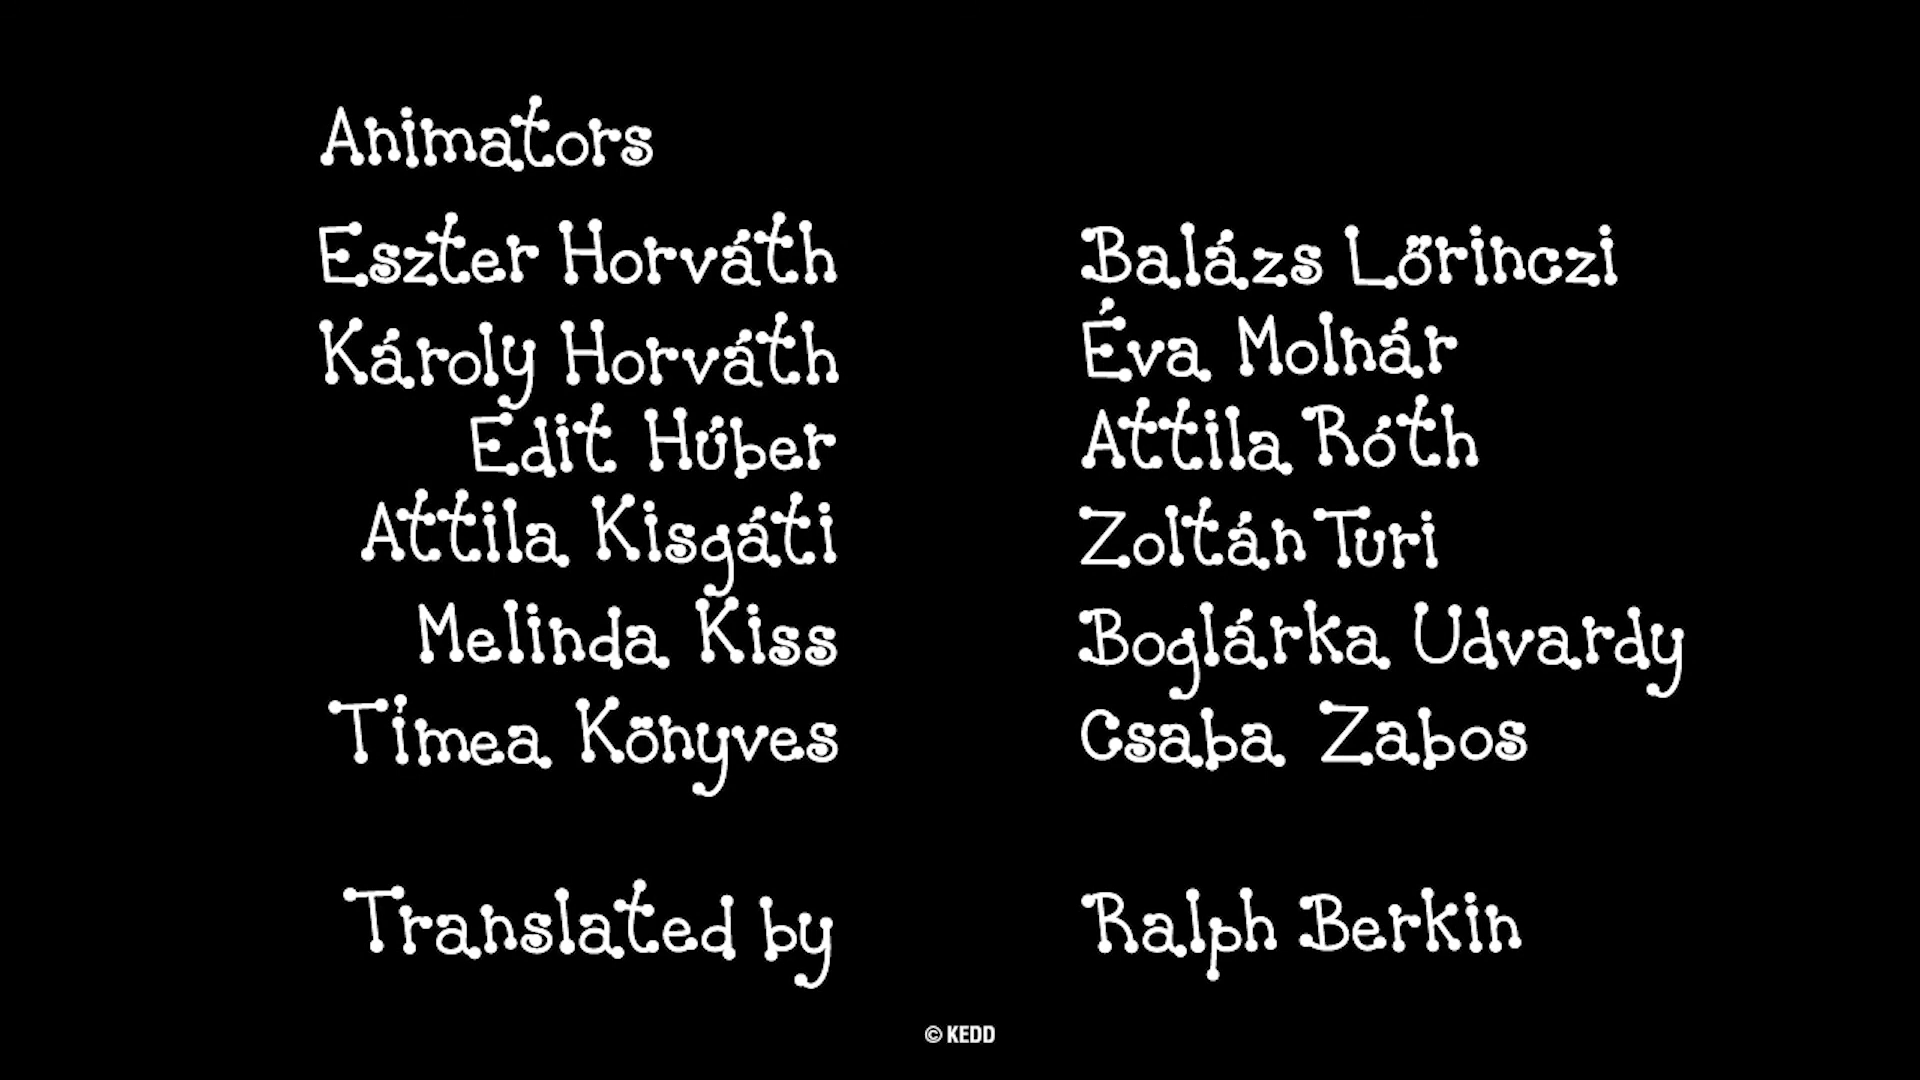 Animators
Eszter Horváth
Balázs Lőrinczi
Károly Horváth
Éva Molnár
Edit Húber
Attila Róth
Attila Kisgáti
Zoltán Turi
Melinda Kiss
Boglárka Udvardy
Tímea Könyves
Csaba Zabos
Translated by
Ralph Berkin
© KEDD